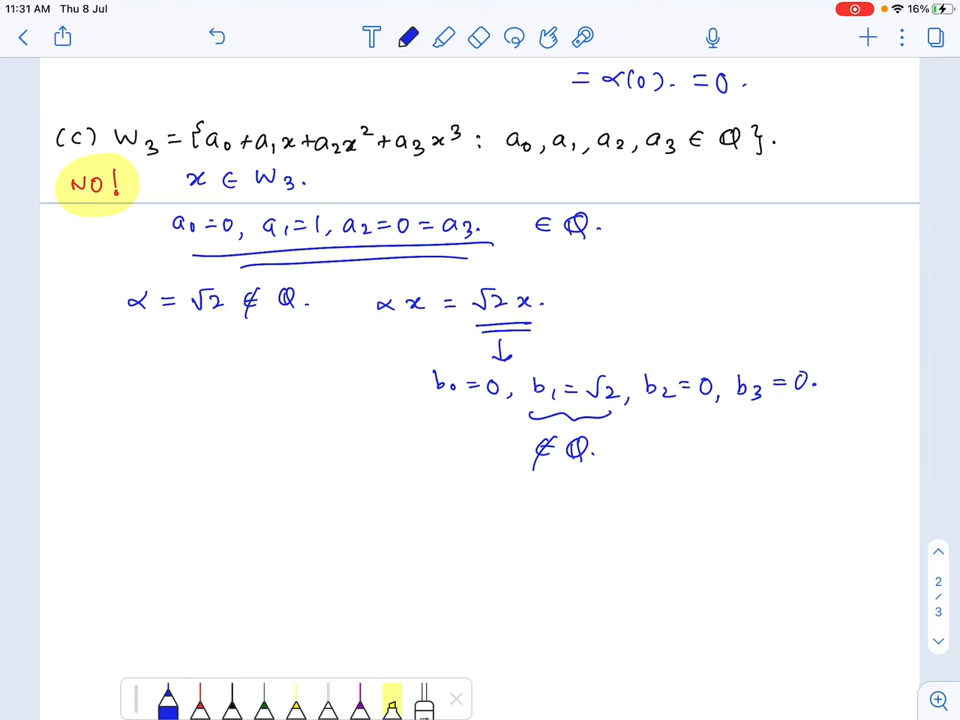 11:31 AM Thu 8 Jul 16%
= α(0). = 0.
(c) W₃ = {a₀ + a₁x + a₂x² + a₃x³ : a₀, a₁, a₂, a₃ ∈ ℚ}.
NO! x ∈ W₃.
a₀ = 0, a₁ = 1, a₂ = 0 = a₃. ∈ ℚ.
α = √2 ∉ ℚ. αx = √2 x.
↓
b₀ = 0, b₁ = √2, b₂ = 0, b₃ = 0.
∉ ℚ.
2
/
3